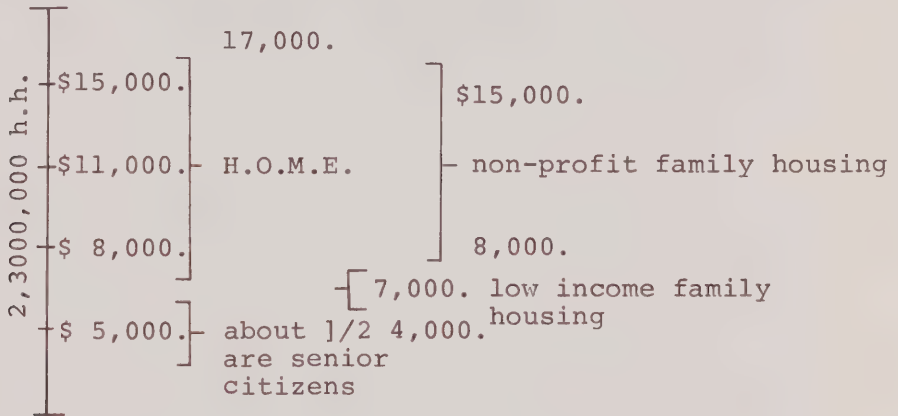 2,3000,000 h.h.
17,000.
$15,000.
$15,000.
$11,000. H.O.M.E. non-profit family housing
$ 8,000. 8,000.
7,000. low income family
housing
$ 5,000. about 1/2 4,000.
are senior
citizens